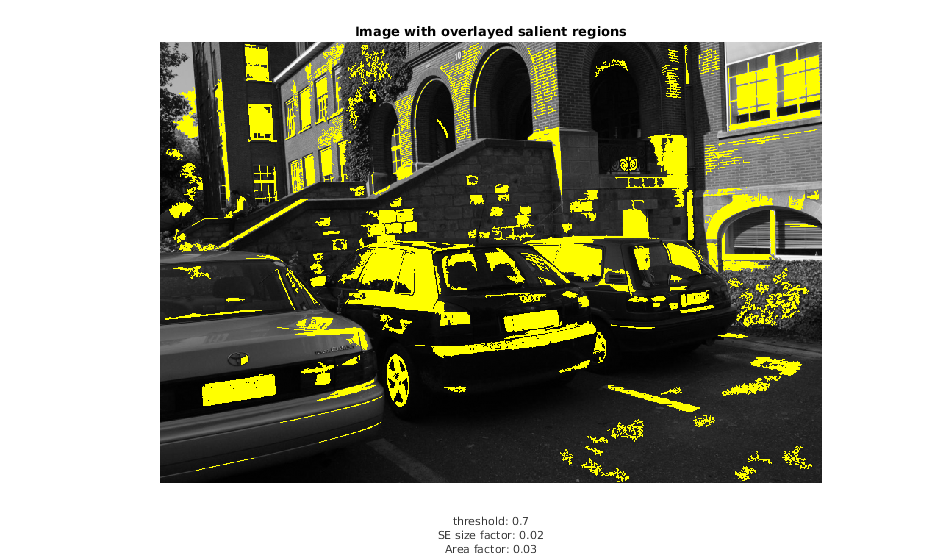 Image with overlayed salient regions
threshold: 0.7
SE size factor: 0.02
Area factor: 0.03